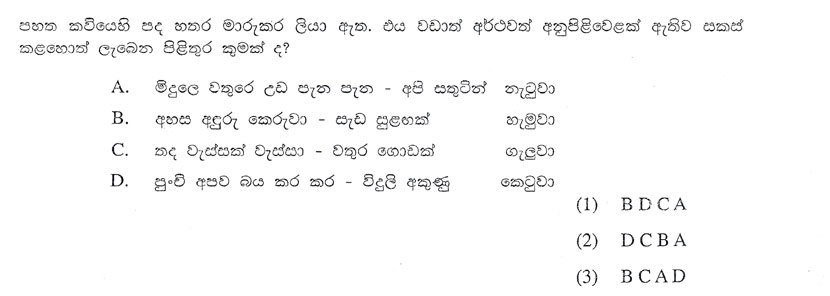 පහත කවියෙහි පද හතර මාරුකර ලියා ඇත. එය වඩාත් අර්ථවත් අනුපිළිවෙළක් ඇතිව සකස්
කළහොත් ලැබෙන පිළිතුර කුමක් ද?
A. මිදුලෙ වතුරෙ උඩ පැන පැන - අපි සතුටින් නැටුවා
B. අහස අඳුරු කෙරුවා - සැඩ සුළඟක් හැමුවා
C. තද වැස්සක් වැස්සා - වතුර ගොඩක් ගැලුවා
D. පුංචි අපව බය කර කර - විදුලි අකුණු කෙටුවා
(1) B D C A
(2) D C B A
(3) B C A D